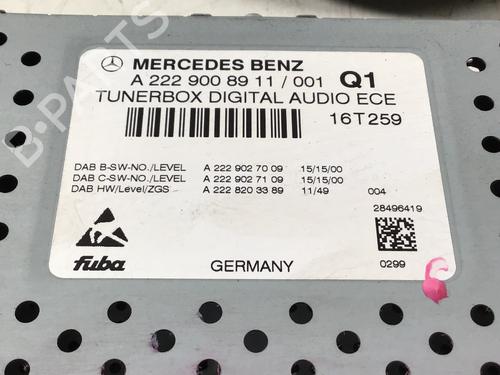 MERCEDES BENZ
A 222 900 89 11 / 001 Q1
TUNERBOX DIGITAL AUDIO ECE
16T259
DAB B-SW-NO./LEVEL A 222 902 70 09 15/15/00
DAB C-SW-NO./LEVEL A 222 902 71 09 15/15/00
DAB HW/Level/ZGS A 222 820 33 89 11/49 004
28496419
fuba GERMANY 0299
B-PARTS